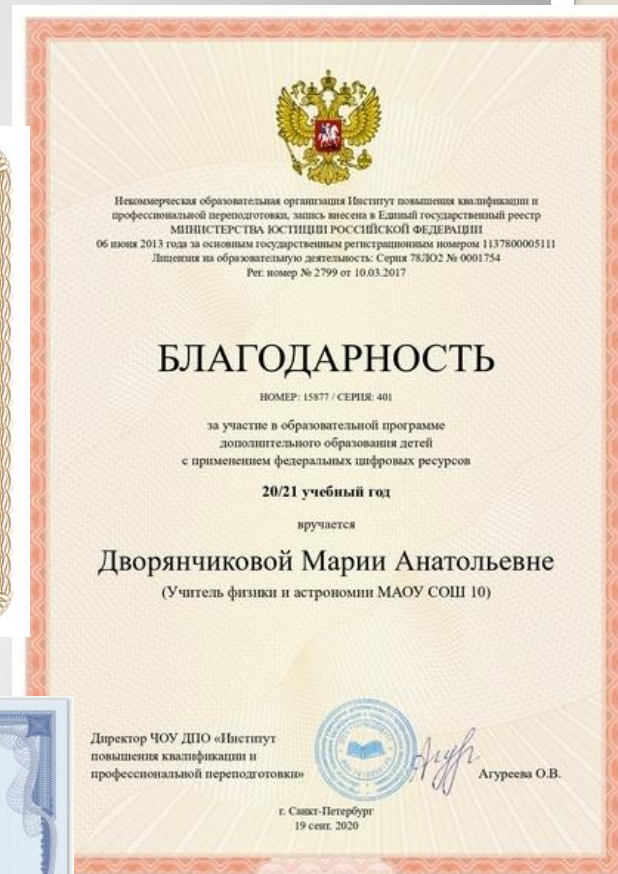 Некоммерческая образовательная организация Институт повышения квалификации и
профессиональной переподготовки, запись внесена в Единый государственный реестр
МИНИСТЕРСТВА ЮСТИЦИИ РОССИЙСКОЙ ФЕДЕРАЦИИ
06 июня 2013 года за основным государственным регистрационным номером 1137800005111
Лицензия на образовательную деятельность: Серия 78ЛО2 № 0001754
Рег. номер № 2799 от 10.03.2017
БЛАГОДАРНОСТЬ
НОМЕР: 15877 / СЕРИЯ: 401
за участие в образовательной программе
дополнительного образования детей
с применением федеральных цифровых ресурсов
20/21 учебный год
вручается
Дворянчиковой Марии Анатольевне
(Учитель физики и астрономии МАОУ СОШ 10)
Директор ЧОУ ДПО «Институт
повышения квалификации и
профессиональной переподготовки»
Агуреева О.В.
г. Санкт-Петербург
19 сент. 2020